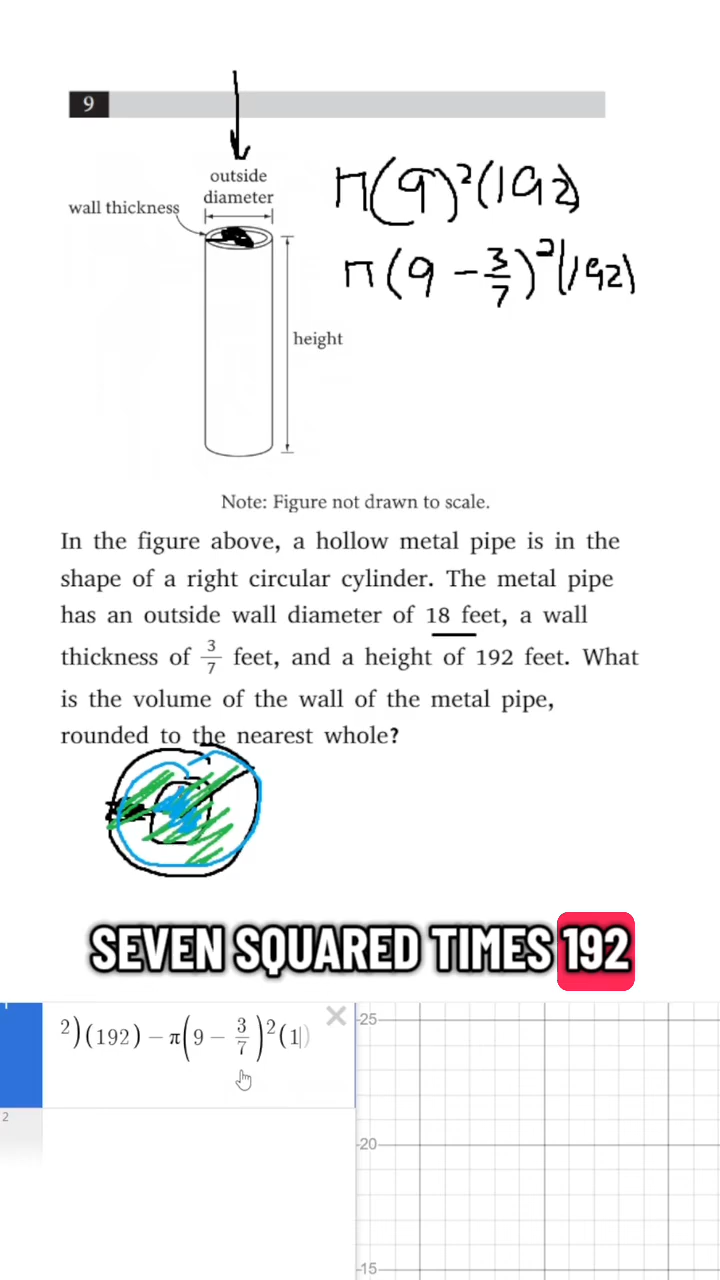 9
outside
diameter
wall thickness
height
π(9)²(192)
π(9 - 3/7)²(192)
Note: Figure not drawn to scale.
In the figure above, a hollow metal pipe is in the
shape of a right circular cylinder. The metal pipe
has an outside wall diameter of 18 feet, a wall
thickness of 3/7 feet, and a height of 192 feet. What
is the volume of the wall of the metal pipe,
rounded to the nearest whole?
SEVEN SQUARED TIMES 192
²)(192) − π(9 − 3/7)²(1)
2
-25
-20
-15